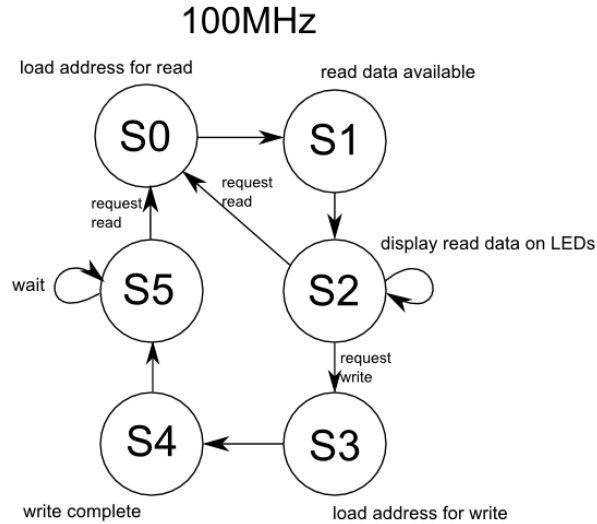 100MHz
load address for read
read data available
S0
S1
request
read
request
read
display read data on LEDs
wait
S5
S2
request
write
S4
S3
write complete
load address for write